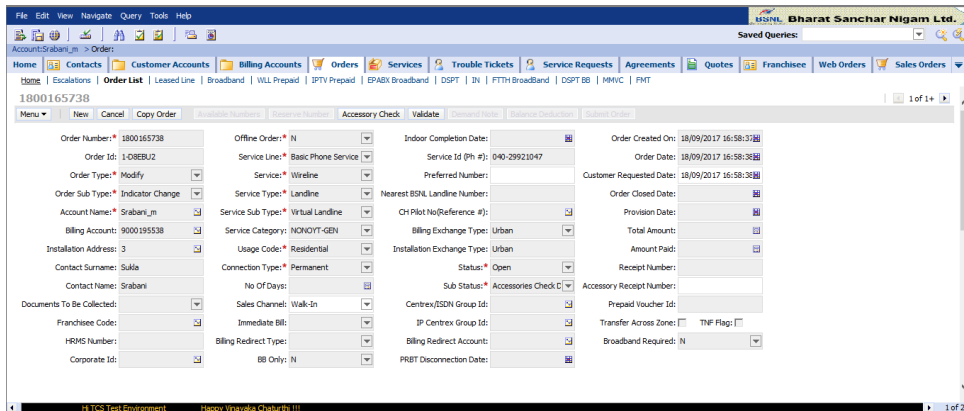 File Edit View Navigate Query Tools Help
BSNL Bharat Sanchar Nigam Ltd.
Saved Queries:
Account:Srabani_m > Order:
Home Contacts Customer Accounts Billing Accounts Orders Services Trouble Tickets Service Requests Agreements Quotes Franchisee Web Orders Sales Orders
Home | Escalations | Order List | Leased Line | Broadband | WLL Prepaid | IPTV Prepaid | EPABX Broadband | DSPT | IN | FTTH BroadBand | DSPT BB | MMVC | FMT
1800165738 1 of 1+
Menu New Cancel Copy Order Available Numbers Reserve Number Accessory Check Validate Demand Note Balance Deduction Submit Order
Order Number:* 1800165738 Offline Order:* N Indoor Completion Date: Order Created On: 18/09/2017 16:58:37
Order Id: 1-D8EBU2 Service Line:* Basic Phone Service Service Id (Ph #): 040-29921047 Order Date: 18/09/2017 16:58:38
Order Type:* Modify Service:* Wireline Preferred Number: Customer Requested Date: 18/09/2017 16:58:38
Order Sub Type:* Indicator Change Service Type:* Landline Nearest BSNL Landline Number: Order Closed Date:
Account Name:* Srabani_m Service Sub Type:* Virtual Landline CH Pilot No(Reference #): Provision Date:
Billing Account: 9000195538 Service Category: NONOYT-GEN Billing Exchange Type: Urban Total Amount:
Installation Address: 3 Usage Code:* Residential Installation Exchange Type: Urban Amount Paid:
Contact Surname: Sukla Connection Type:* Permanent Status:* Open Receipt Number:
Contact Name: Srabani No Of Days: Sub Status:* Accessories Check D Accessory Receipt Number:
Documents To Be Collected: Sales Channel: Walk-In Centrex/ISDN Group Id: Prepaid Voucher Id:
Franchisee Code: Immediate Bill: IP Centrex Group Id: Transfer Across Zone: TNF Flag:
HRMS Number: Billing Redirect Type: Billing Redirect Account: Broadband Required: N
Corporate Id: BB Only: N PRBT Disconnection Date:
Hi TCS Test Environment Happy Vinayaka Chaturthi !!! 1 of 2